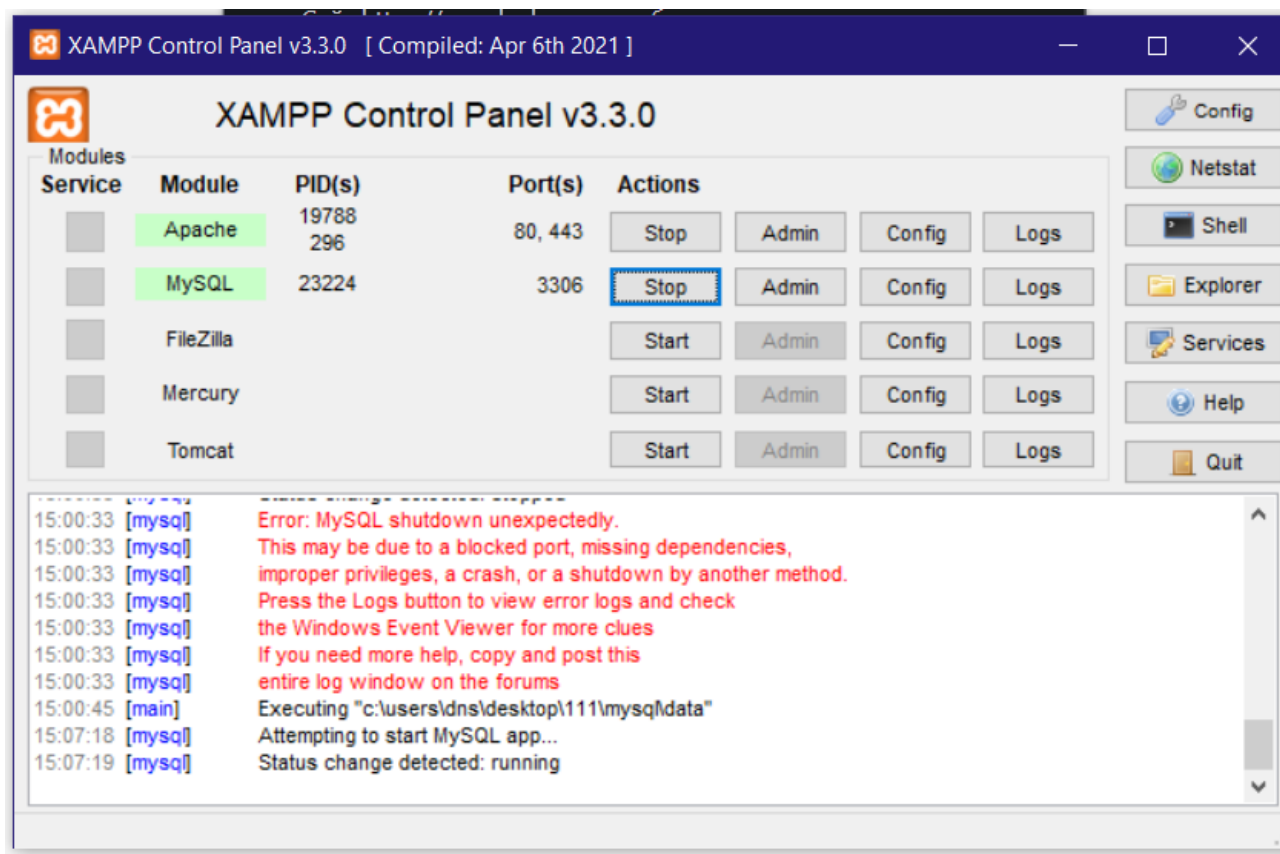 XAMPP Control Panel v3.3.0 [ Compiled: Apr 6th 2021 ]
XAMPP Control Panel v3.3.0
Config
Modules
Netstat
Service Module PID(s) Port(s) Actions
Apache 19788 296 80, 443 Stop Admin Config Logs
Shell
MySQL 23224 3306 Stop Admin Config Logs
Explorer
FileZilla Start Admin Config Logs
Services
Mercury Start Admin Config Logs
Help
Tomcat Start Admin Config Logs
Quit
15:00:33 [mysql] Status change detected: stopped
15:00:33 [mysql] Error: MySQL shutdown unexpectedly.
15:00:33 [mysql] This may be due to a blocked port, missing dependencies,
15:00:33 [mysql] improper privileges, a crash, or a shutdown by another method.
15:00:33 [mysql] Press the Logs button to view error logs and check
15:00:33 [mysql] the Windows Event Viewer for more clues
15:00:33 [mysql] If you need more help, copy and post this
15:00:33 [mysql] entire log window on the forums
15:00:45 [main] Executing "c:\users\dns\desktop\111\mysql\data"
15:07:18 [mysql] Attempting to start MySQL app...
15:07:19 [mysql] Status change detected: running